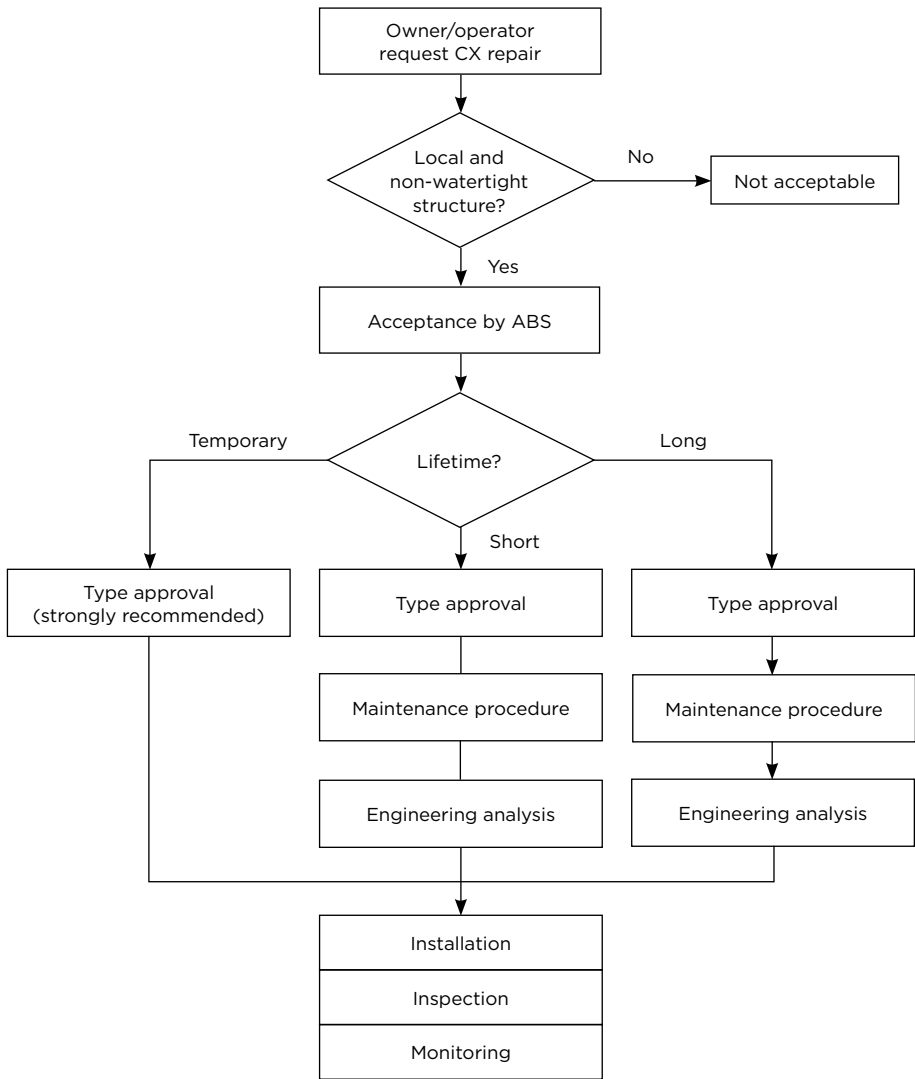 Owner/operator
request CX repair
Local and
non-watertight
structure?
No
Not acceptable
Yes
Acceptance by ABS
Lifetime?
Temporary
Long
Short
Type approval
(strongly recommended)
Type approval
Type approval
Maintenance procedure
Maintenance procedure
Engineering analysis
Engineering analysis
Installation
Inspection
Monitoring